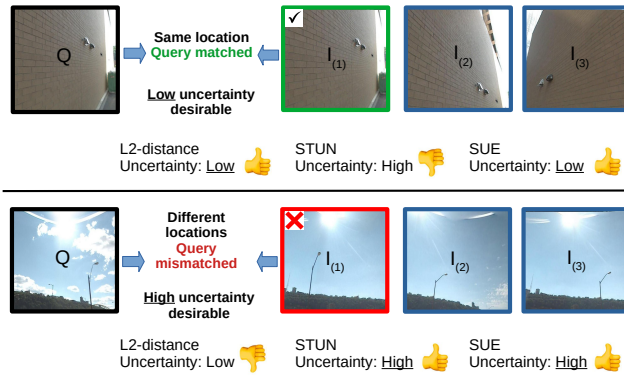 Q
Same location
Query matched
Low uncertainty
desirable
✓
I(1)
I(2)
I(3)
L2-distance
Uncertainty: Low
STUN
Uncertainty: High
SUE
Uncertainty: Low
Q
Different
locations
Query
mismatched
High uncertainty
desirable
I(1)
I(2)
I(3)
L2-distance
Uncertainty: Low
STUN
Uncertainty: High
SUE
Uncertainty: High